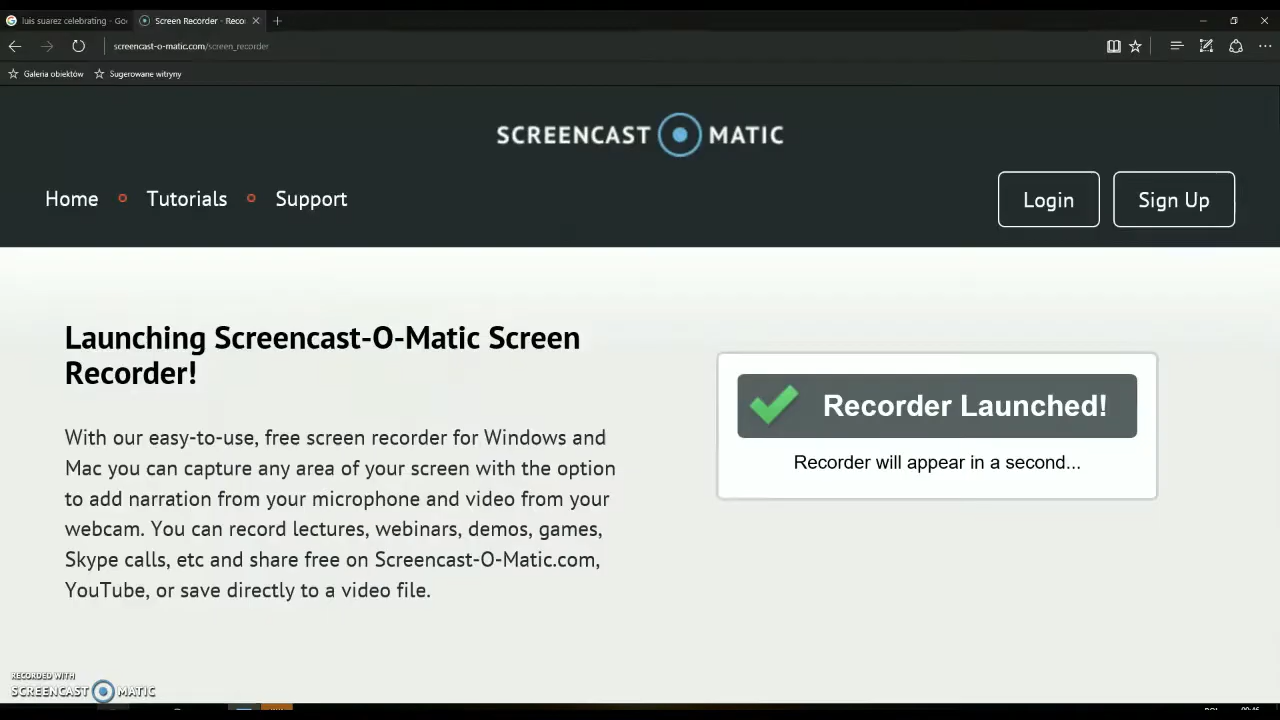 luis suarez celebrating - Go
Screen Recorder - Reco
screencast-o-matic.com/screen_recorder
Galeria obiektów
Sugerowane witryny
SCREENCAST MATIC
Home
Tutorials
Support
Login
Sign Up
Launching Screencast-O-Matic Screen
Recorder!
Recorder Launched!
Recorder will appear in a second...
With our easy-to-use, free screen recorder for Windows and
Mac you can capture any area of your screen with the option
to add narration from your microphone and video from your
webcam. You can record lectures, webinars, demos, games,
Skype calls, etc and share free on Screencast-O-Matic.com,
YouTube, or save directly to a video file.
RECORDED WITH
SCREENCAST MATIC